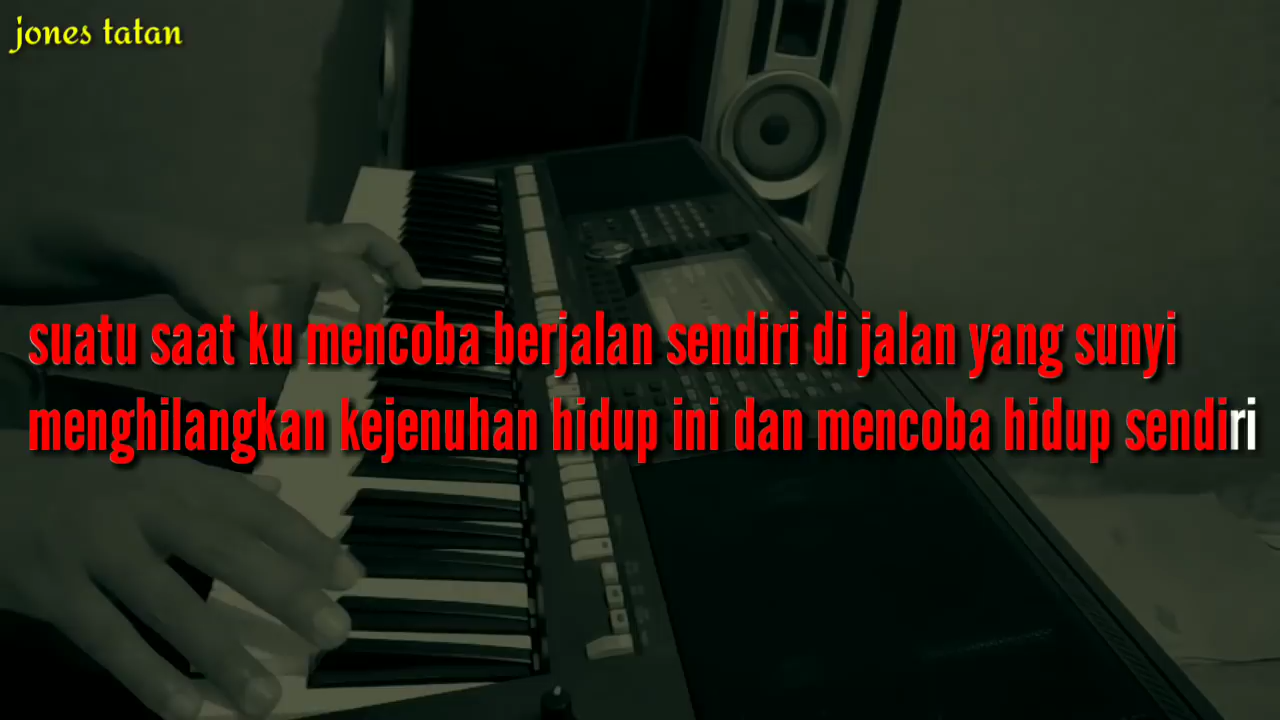 jones tatan
suatu saat ku mencoba berjalan sendiri di jalan yang sunyi
menghilangkan kejenuhan hidup ini dan mencoba hidup sendiri